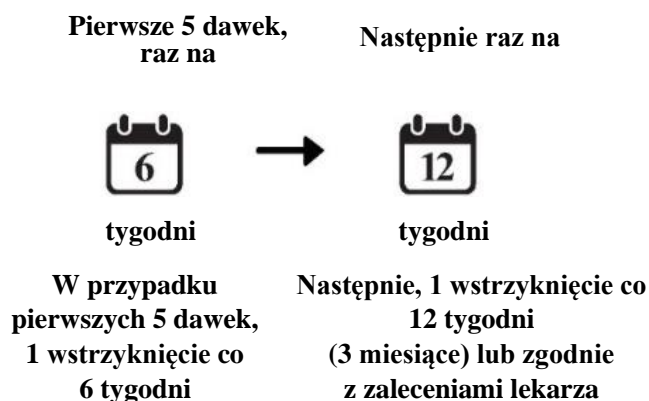 Pierwsze 5 dawek,
raz na
6
tygodni
W przypadku
pierwszych 5 dawek,
1 wstrzyknięcie co
6 tygodni
Następnie raz na
12
tygodni
Następnie, 1 wstrzyknięcie co
12 tygodni
(3 miesiące) lub zgodnie
z zaleceniami lekarza